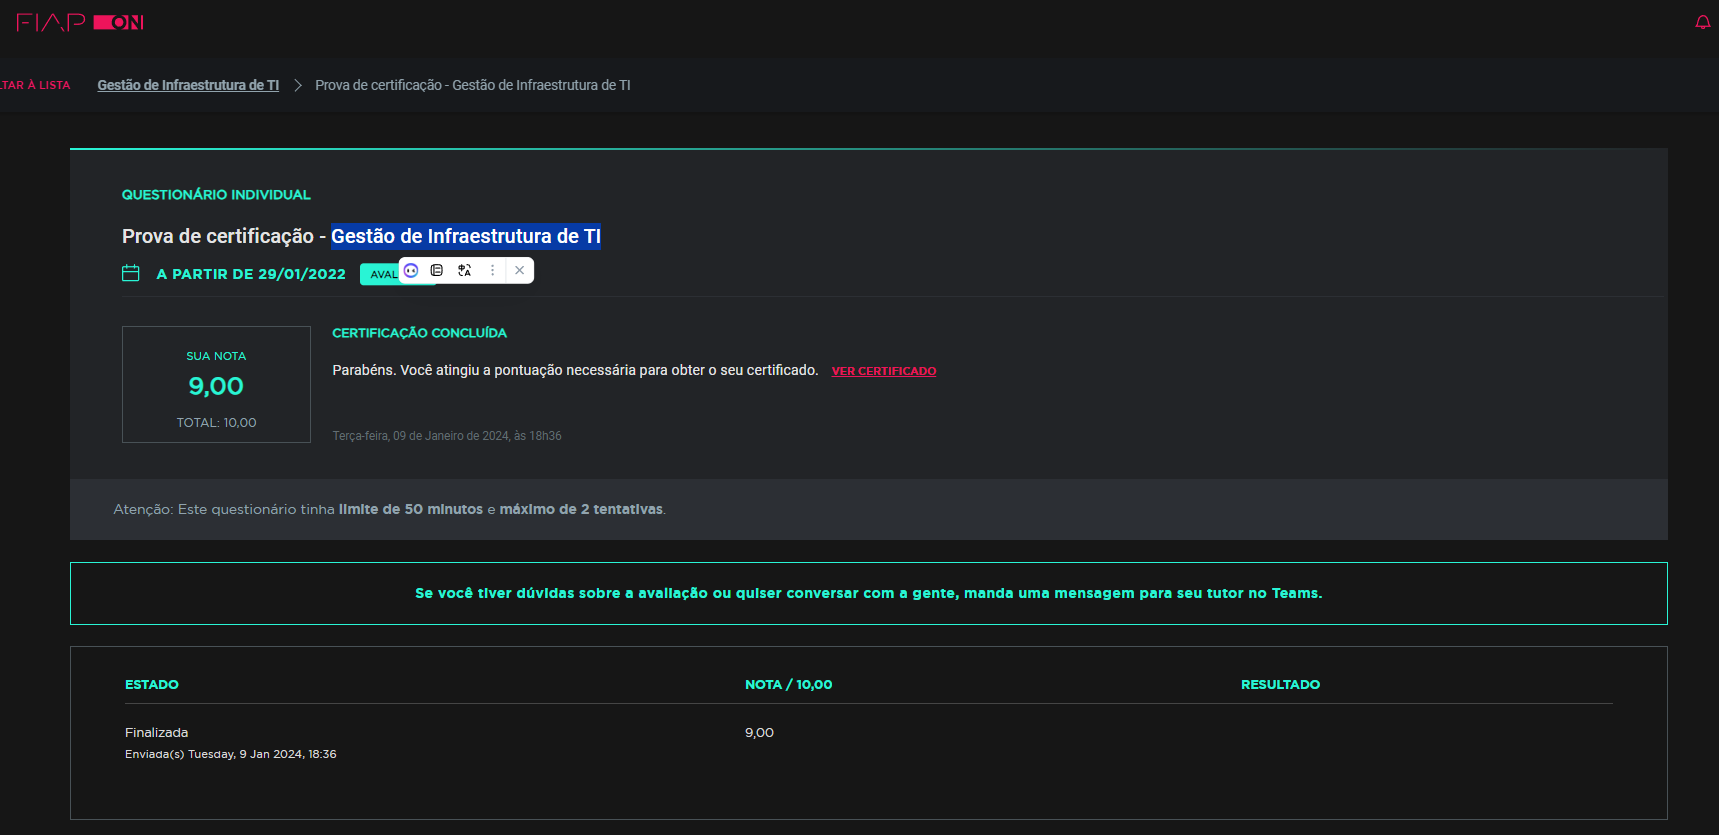 FIAP ON
LTAR À LISTA
Gestão de Infraestrutura de TI
Prova de certificação - Gestão de Infraestrutura de TI
QUESTIONÁRIO INDIVIDUAL
Prova de certificação - Gestão de Infraestrutura de TI
A PARTIR DE 29/01/2022
AVAL
SUA NOTA
9,00
TOTAL: 10,00
CERTIFICAÇÃO CONCLUÍDA
Parabéns. Você atingiu a pontuação necessária para obter o seu certificado. VER CERTIFICADO
Terça-feira, 09 de Janeiro de 2024, às 18h36
Atenção: Este questionário tinha limite de 50 minutos e máximo de 2 tentativas.
Se você tiver dúvidas sobre a avaliação ou quiser conversar com a gente, manda uma mensagem para seu tutor no Teams.
ESTADO NOTA / 10,00 RESULTADO
Finalizada 9,00
Enviada(s) Tuesday, 9 Jan 2024, 18:36